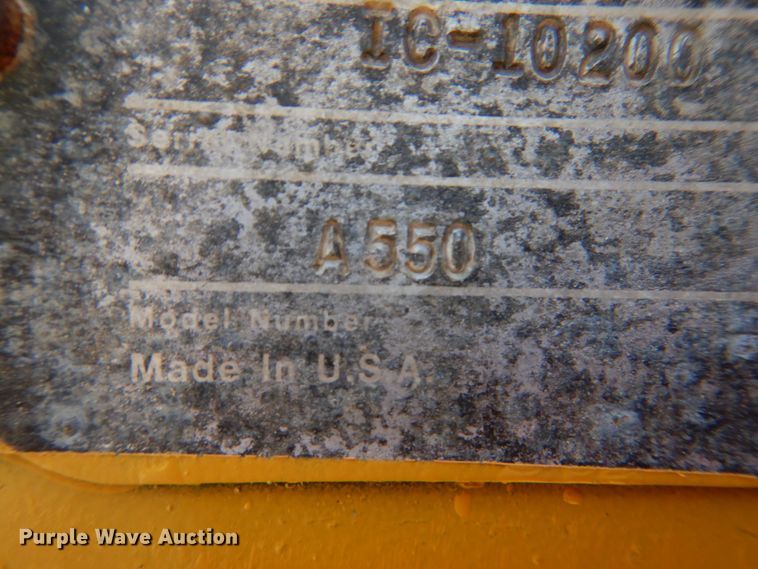 IC-10200
Serial Number
A550
Model Number
Made In U.S.A.
Purple Wave Auction